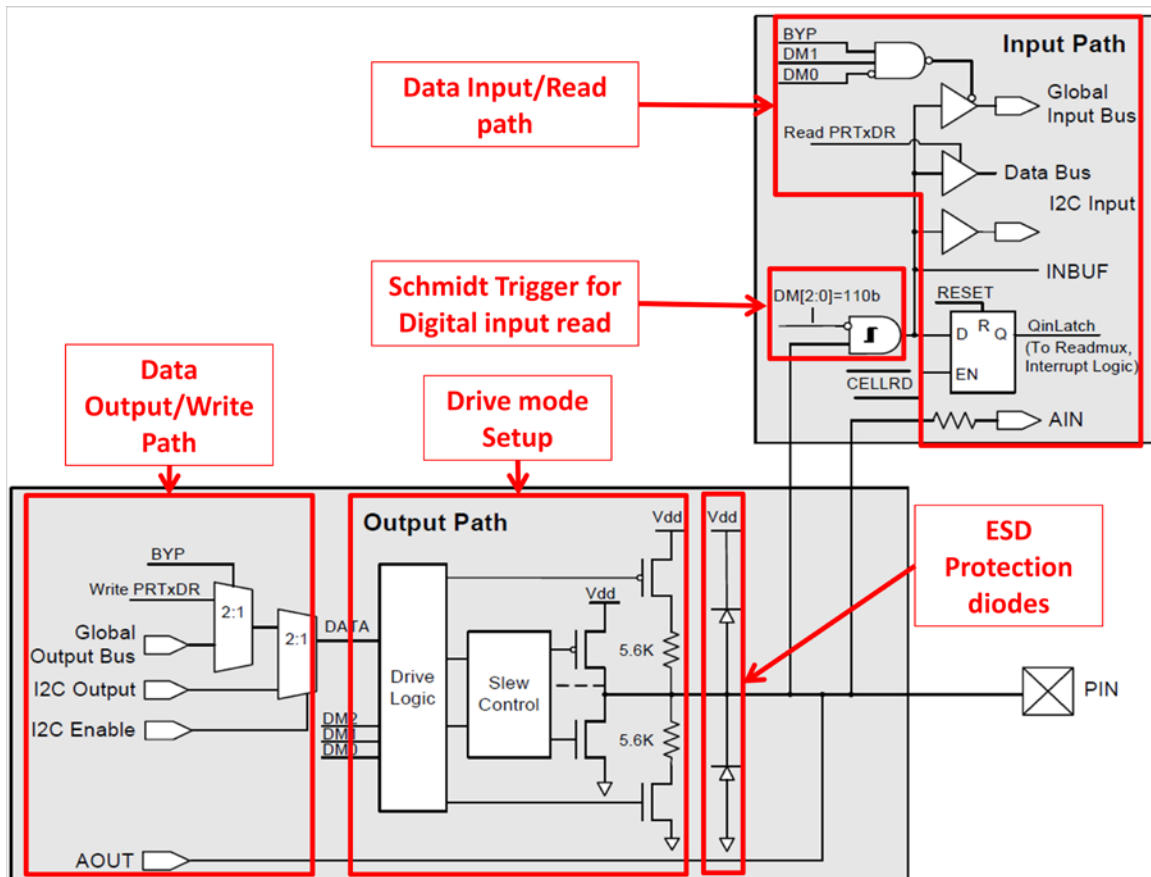 BYP
DM1
DM0
Input Path
Data Input/Read
path
Global
Input Bus
Read PRTxDR
Data Bus
I2C Input
Schmidt Trigger for
Digital input read
DM[2:0]=110b
INBUF
RESET
D
R
Q
EN
QinLatch
(To Readmux,
Interrupt Logic)
CELLRD
AIN
Data
Output/Write
Path
Drive mode
Setup
Output Path
Vdd
Vdd
ESD
Protection
diodes
BYP
Write PRTxDR
2:1
Global
Output Bus
2:1
DATA
I2C Output
I2C Enable
Drive
Logic
Slew
Control
Vdd
5.6K
5.6K
DM2
DM1
DM0
PIN
AOUT